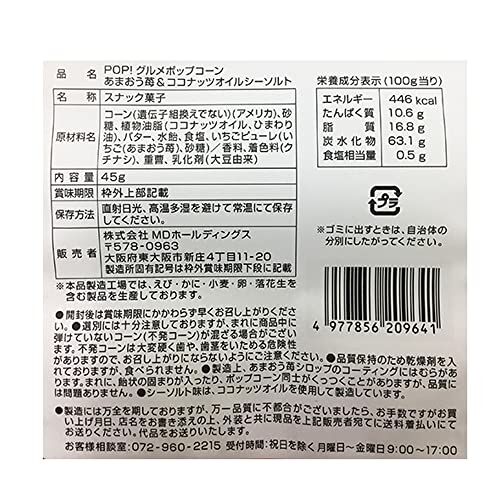 品名 POP! グルメポップコーン
あまおう苺&ココナッツオイルシーソルト
名称 スナック菓子
原材料名 コーン(遺伝子組換えでない)(アメリカ)、砂
糖、植物油脂(ココナッツオイル、ひまわり
油)、バター、水飴、食塩、いちごピューレ(い
ちご(あまおう苺)、砂糖)/香料、着色料(ク
チナシ)、重曹、乳化剤(大豆由来)
内容量 45g
賞味期限 枠外上部記載
保存方法 直射日光、高温多湿を避けて常温にて保存
してください。
販売者 株式会社 MDホールディングス
〒578-0963
大阪府東大阪市新庄4丁目11-20
製造所固有記号は枠外賞味期限下段に記載
※本品製造工場では、えび・かに・小麦・卵・落花生
を含む製品を生産しています。
栄養成分表示(100g当り)
エネルギー 446 kcal
たんぱく質 10.6 g
脂質 16.8 g
炭水化物 63.1 g
食塩相当量 0.5 g
プラ
※ゴミに出すときは、自治体の
分別にしたがってください。
4 977856 209641
●開封後は賞味期限にかかわらず早めにお召し上がりくだ
さい。●選別には十分注意しておりますが、まれに商品中に
弾けていないコーン(不発コーン)が混ざる場合がござい
ます。不発コーンは大変硬く歯や、歯茎をいためる危険性
がありますので、お召し上がりにならないようにご注意ください。●品質保持のため乾燥剤を入
れていますが、食べられません。●製造上、あまおう苺シロップのコーティングにはむらがあり
ます。まれに、飴状の固まりが入ったり、ポップコーン同士がくっつくことがありますが、品質に
は問題ありません。●シーソルト味は、ココナッツオイルを使用して製造しています。
●製造には万全を期しておりますが、万一品質に不都合がございましたら、お手数ですがお買
い上げ月日、店名をお書き添えの上、外装と共に現品を上記販売者宛てに送料着払いにてお
送りください。代品をお送りいたします。
お客様相談室:072-960-2215 受付時間:祝日を除く月曜日～金曜日9:00～17:00